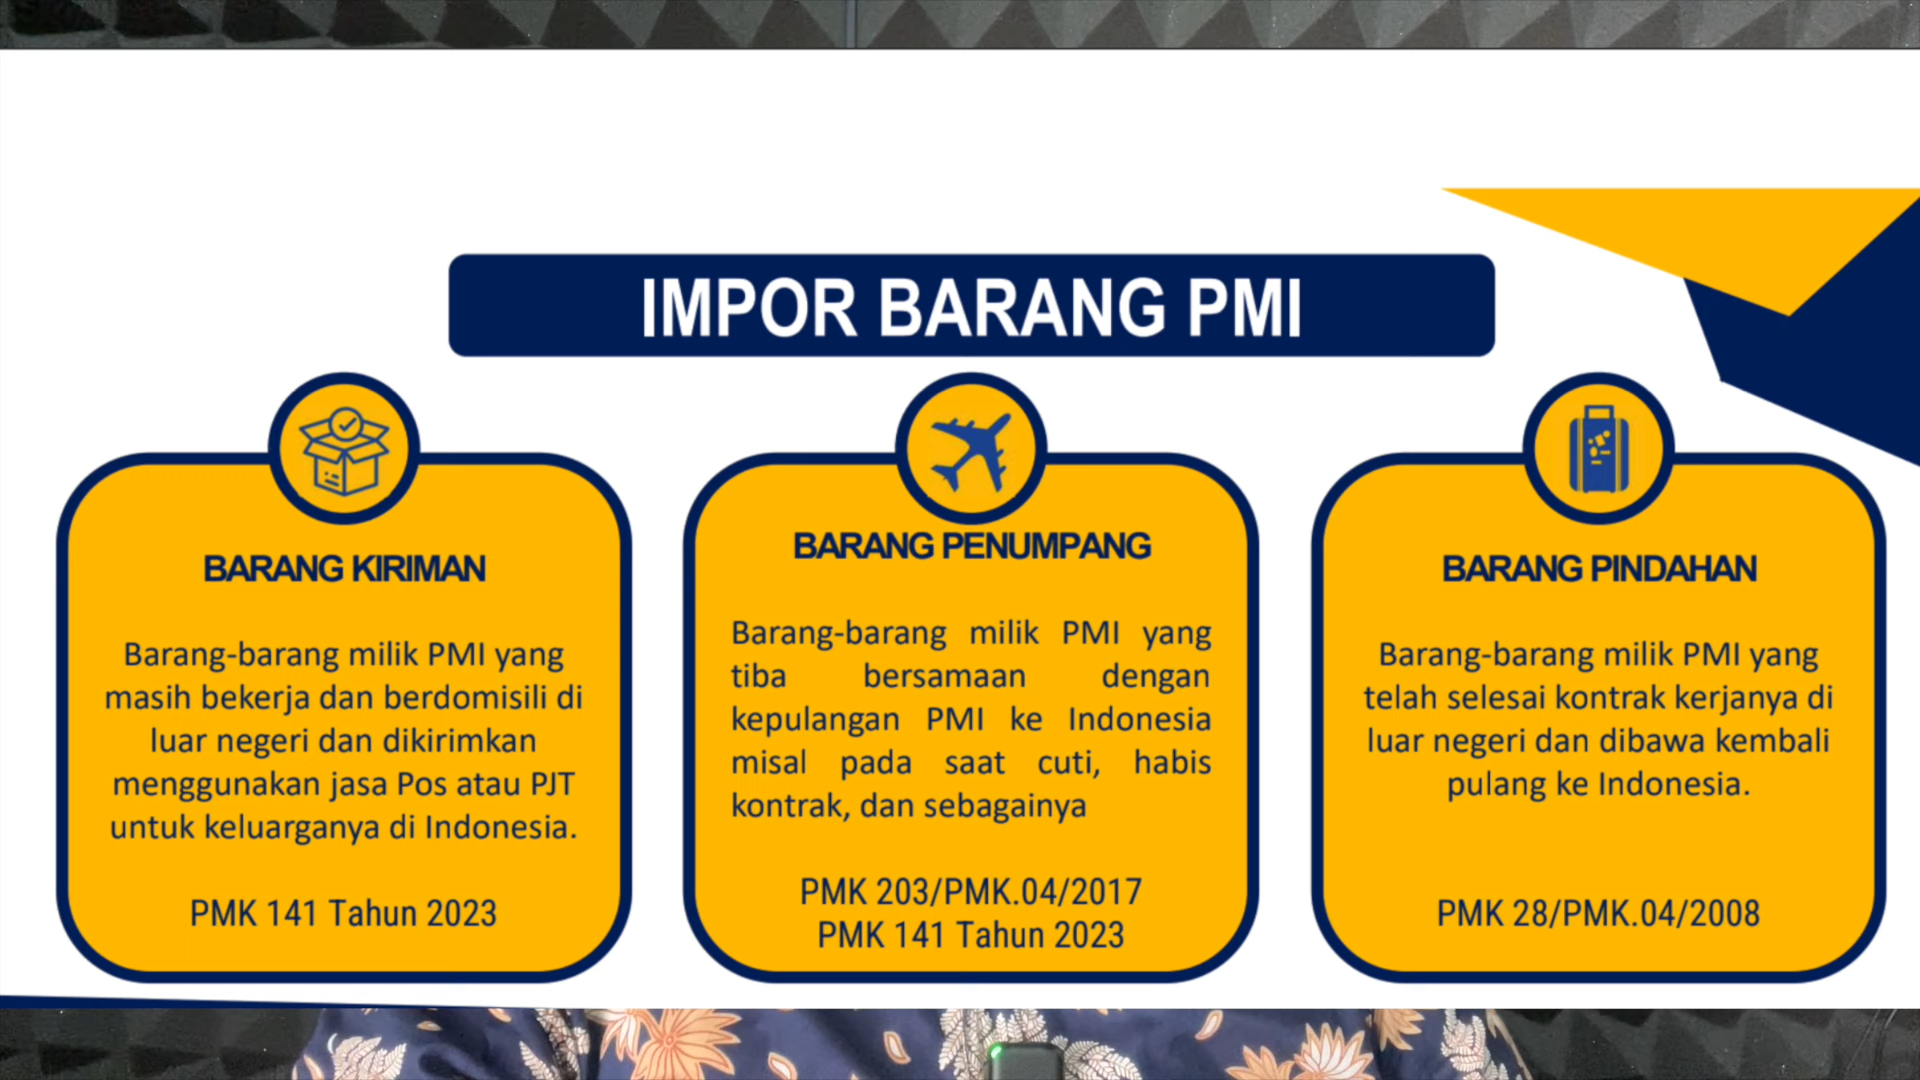 IMPOR BARANG PMI
BARANG KIRIMAN
Barang-barang milik PMI yang
masih bekerja dan berdomisili di
luar negeri dan dikirimkan
menggunakan jasa Pos atau PJT
untuk keluarganya di Indonesia.
PMK 141 Tahun 2023
BARANG PENUMPANG
Barang-barang milik PMI yang
tiba bersamaan dengan
kepulangan PMI ke Indonesia
misal pada saat cuti, habis
kontrak, dan sebagainya
PMK 203/PMK.04/2017
PMK 141 Tahun 2023
BARANG PINDAHAN
Barang-barang milik PMI yang
telah selesai kontrak kerjanya di
luar negeri dan dibawa kembali
pulang ke Indonesia.
PMK 28/PMK.04/2008